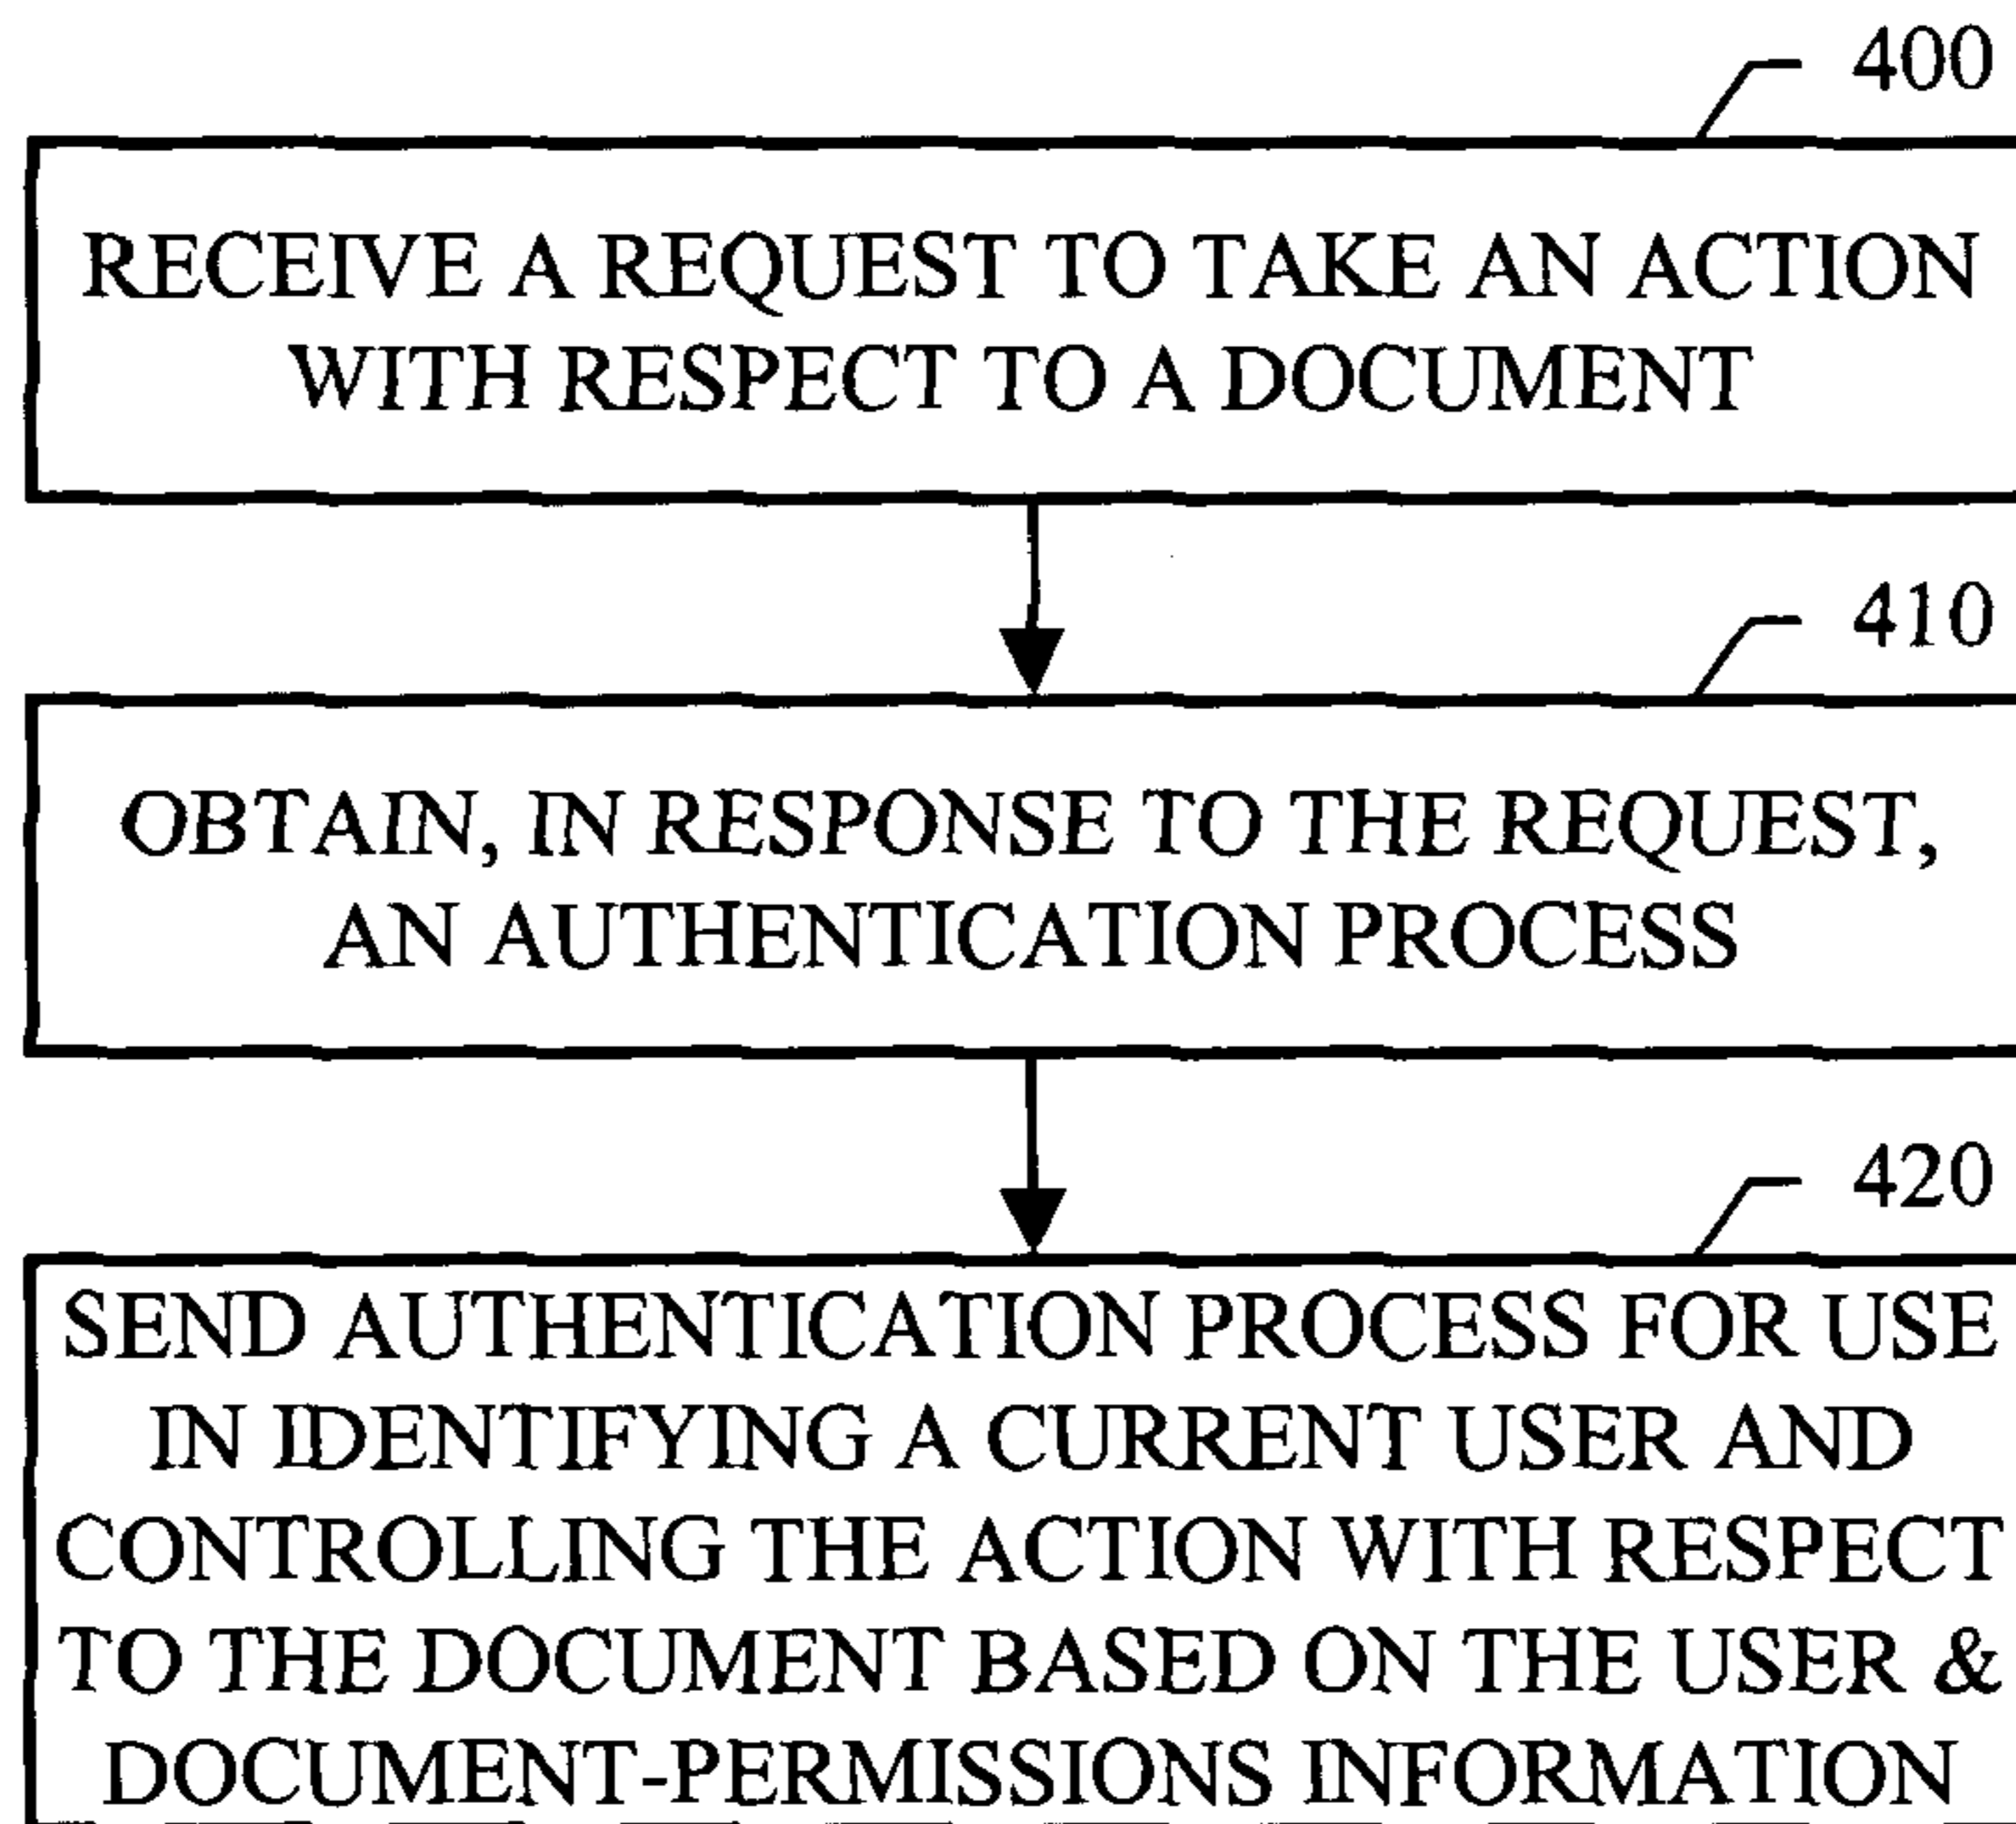 400
RECEIVE A REQUEST TO TAKE AN ACTION
WITH RESPECT TO A DOCUMENT
410
OBTAIN, IN RESPONSE TO THE REQUEST,
AN AUTHENTICATION PROCESS
420
SEND AUTHENTICATION PROCESS FOR USE
IN IDENTIFYING A CURRENT USER AND
CONTROLLING THE ACTION WITH RESPECT
TO THE DOCUMENT BASED ON THE USER &
DOCUMENT-PERMISSIONS INFORMATION